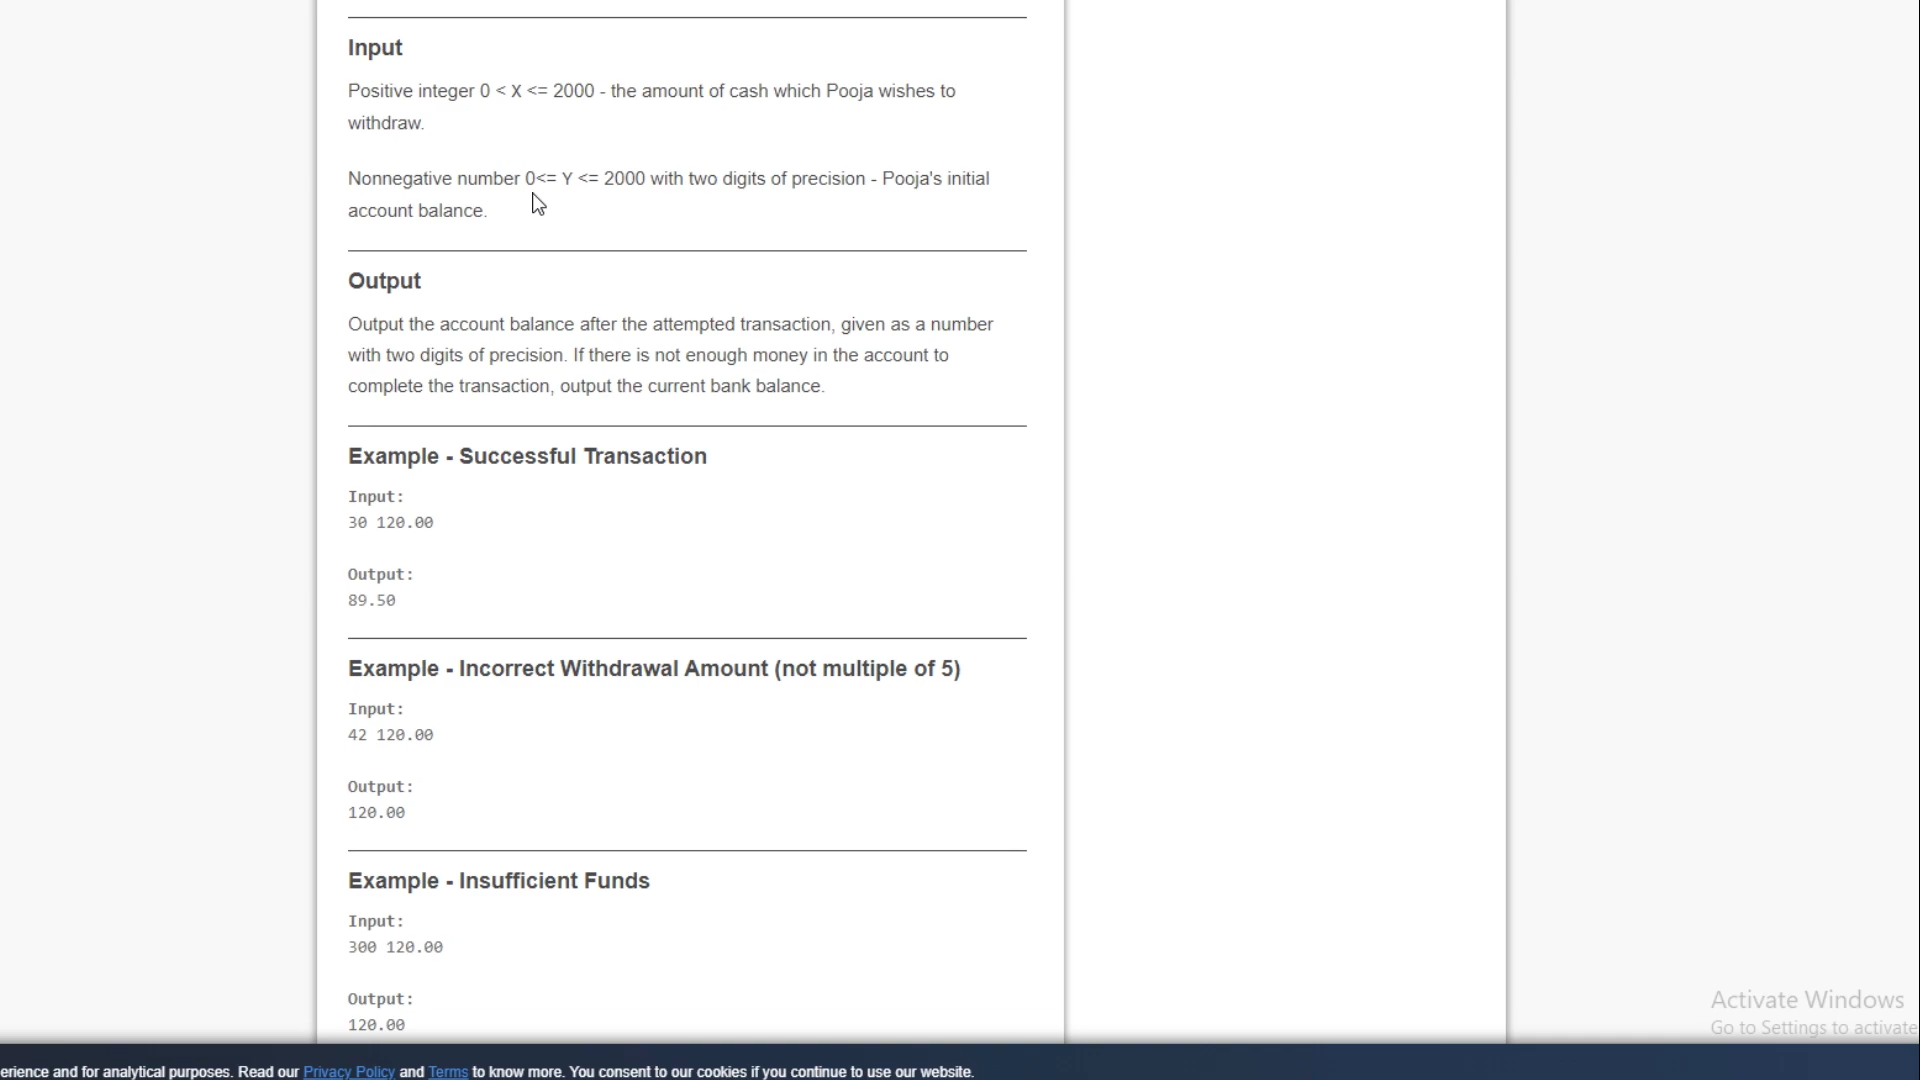 Input
Positive integer 0 < X <= 2000 - the amount of cash which Pooja wishes to
withdraw.
Nonnegative number 0<= Y <= 2000 with two digits of precision - Pooja's initial
account balance.
Output
Output the account balance after the attempted transaction, given as a number
with two digits of precision. If there is not enough money in the account to
complete the transaction, output the current bank balance.
Example - Successful Transaction
Input:
30 120.00
Output:
89.50
Example - Incorrect Withdrawal Amount (not multiple of 5)
Input:
42 120.00
Output:
120.00
Example - Insufficient Funds
Input:
300 120.00
Output:
120.00
Activate Windows
Go to Settings to activate
erience and for analytical purposes. Read our Privacy Policy and Terms to know more. You consent to our cookies if you continue to use our website.